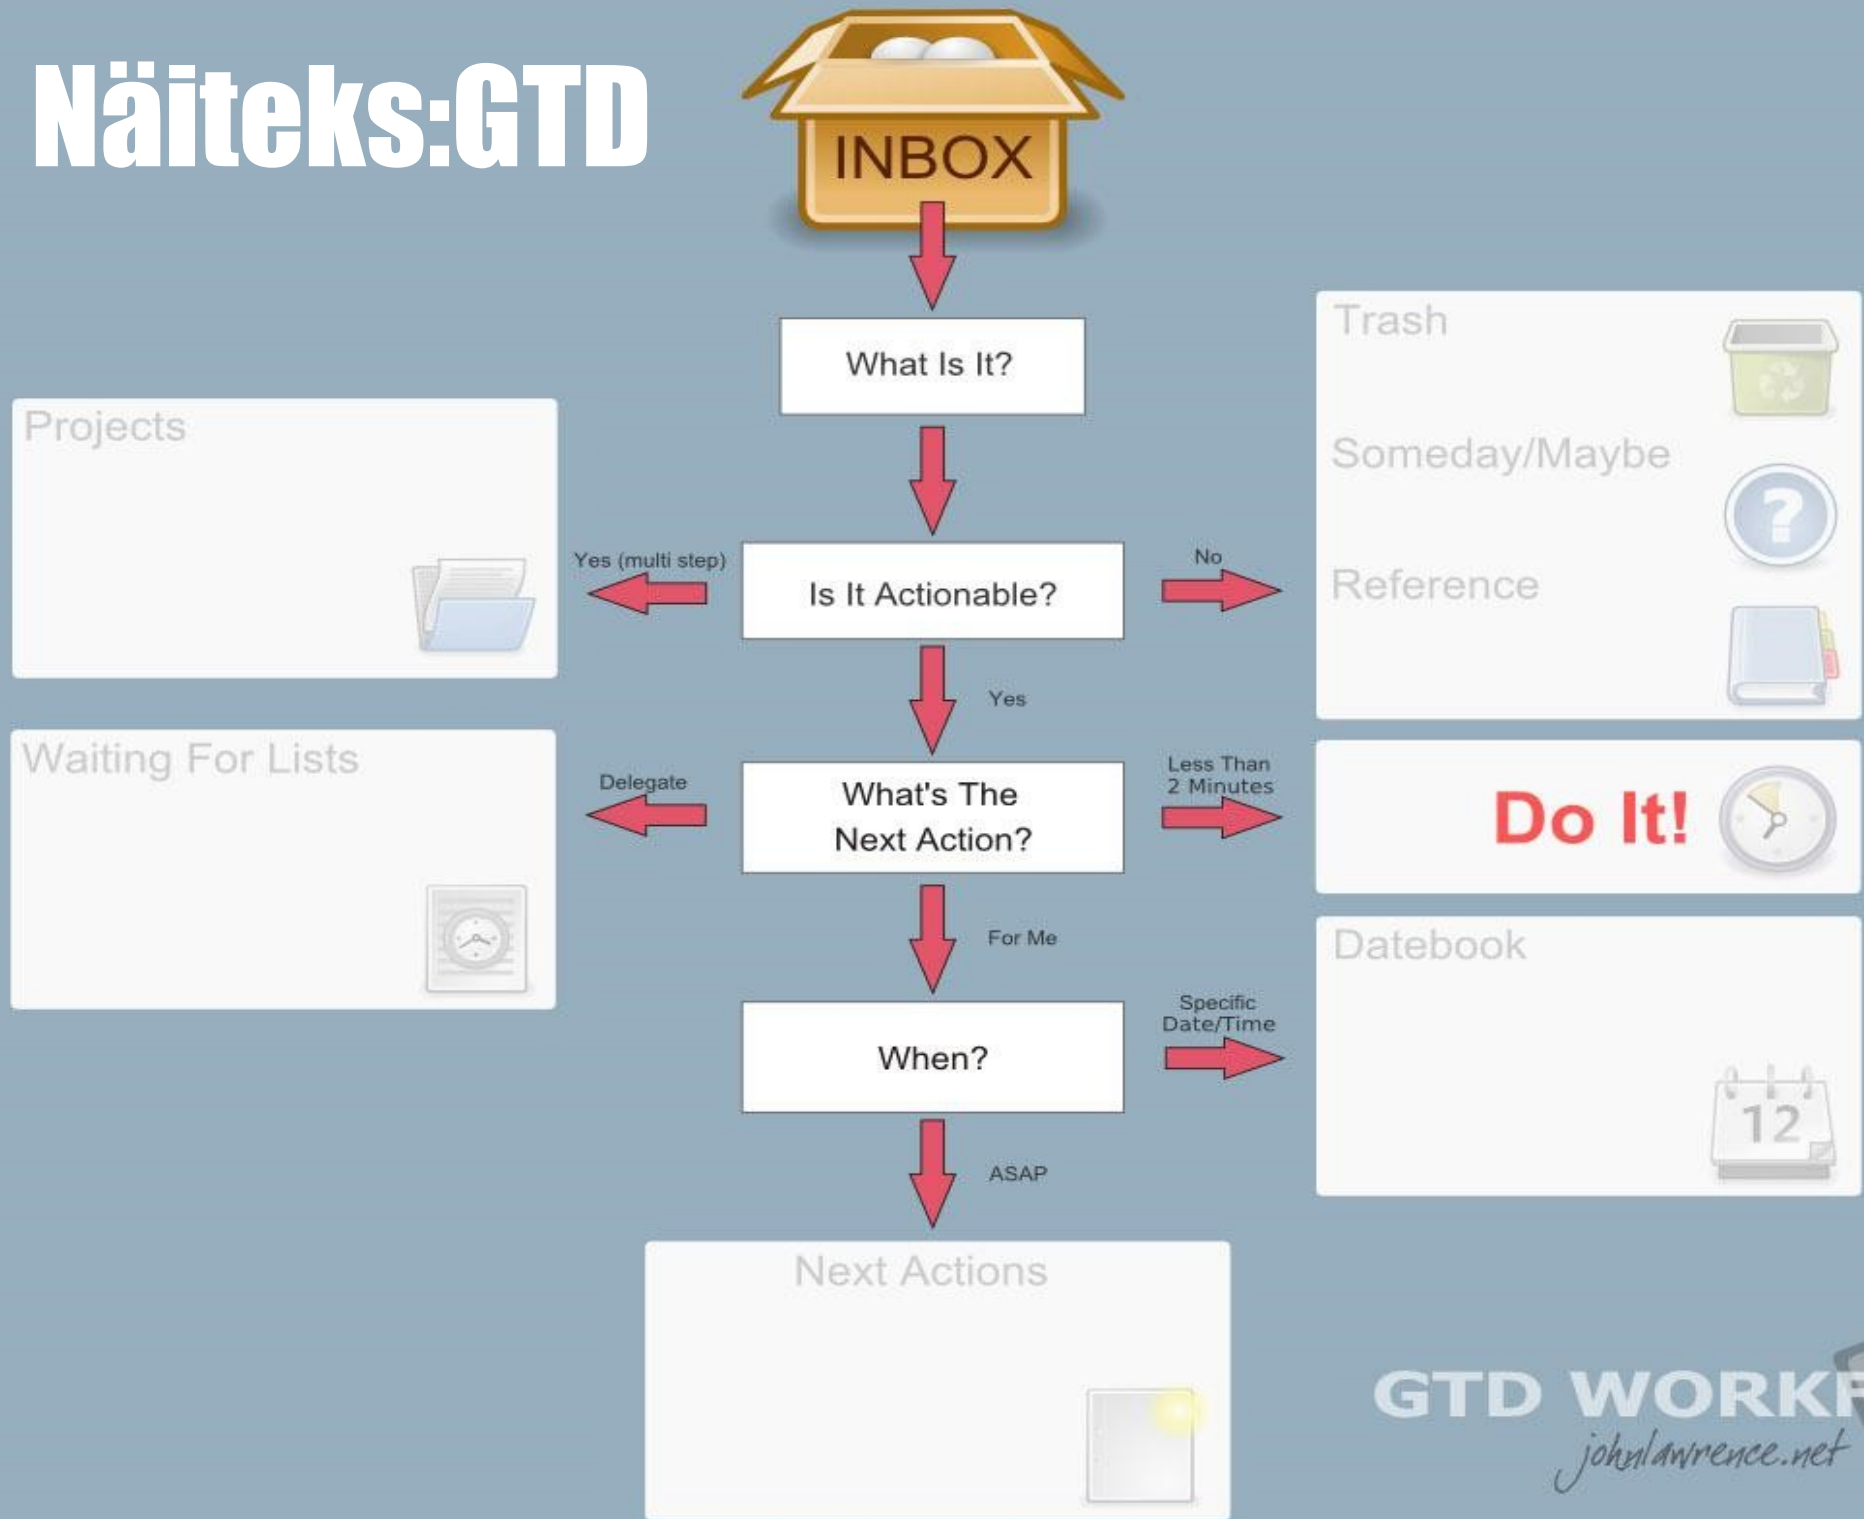 Näiteks:GTD
INBOX
What Is It?
Trash
Someday/Maybe
Reference
Projects
Yes (multi step)
Is It Actionable?
No
Yes
Waiting For Lists
Delegate
What's The
Next Action?
Less Than
2 Minutes
Do It!
For Me
Datebook
12
When?
Specific
Date/Time
ASAP
Next Actions
GTD
johnlawrence.net